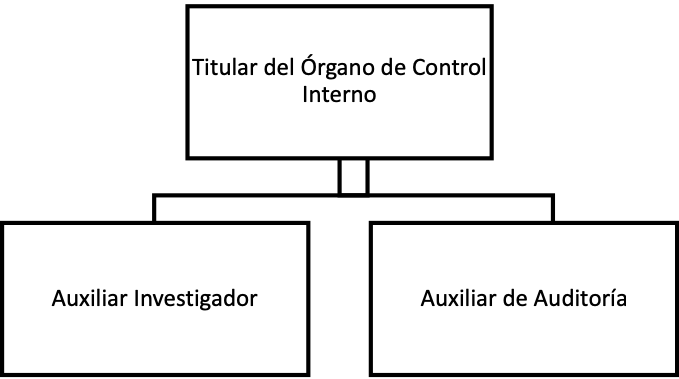 Titular del Órgano de Control
Interno
Auxiliar Investigador
Auxiliar de Auditoría